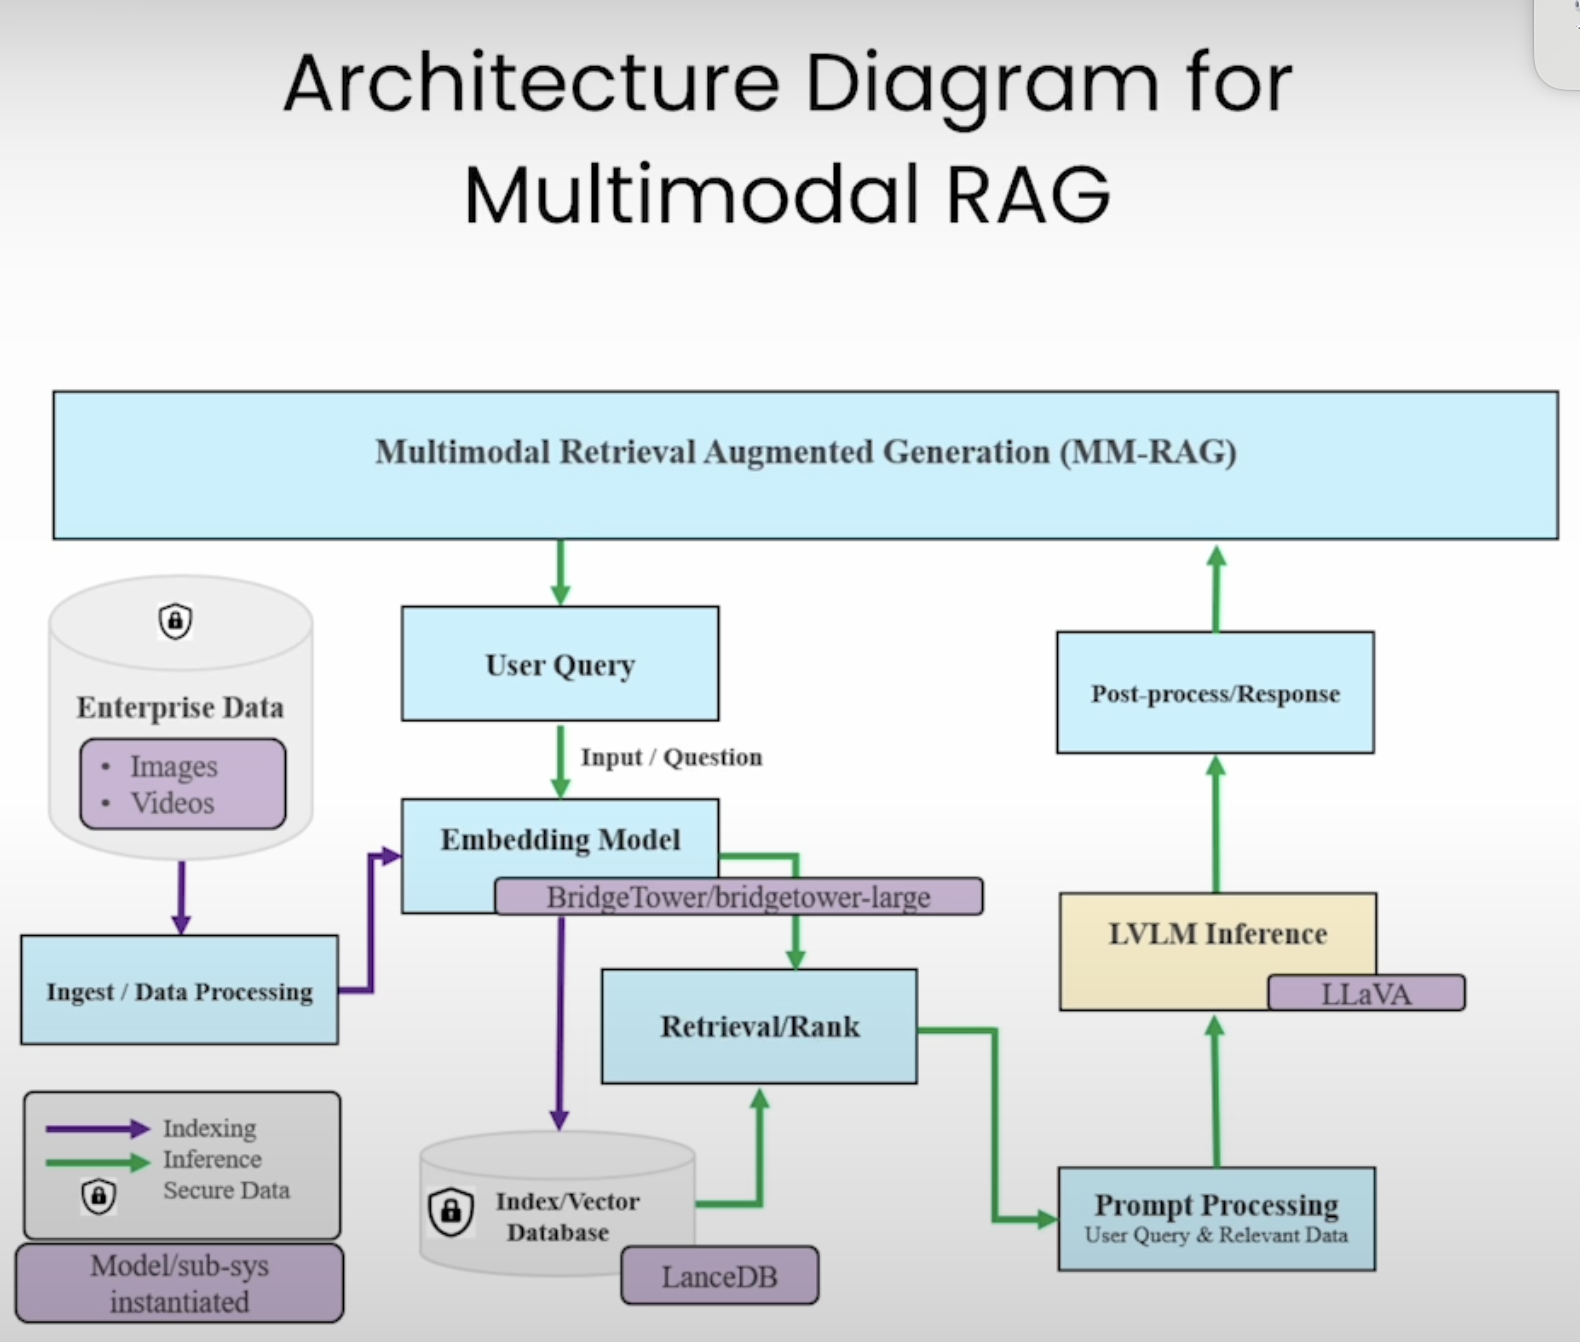 Architecture Diagram for
Multimodal RAG
Multimodal Retrieval Augmented Generation (MM-RAG)
Enterprise Data
• Images
• Videos
User Query
Input / Question
Embedding Model
BridgeTower/bridgetower-large
Ingest / Data Processing
Retrieval/Rank
Index/Vector
Database
LanceDB
Post-process/Response
LVLM Inference
LLaVA
Prompt Processing
User Query & Relevant Data
Indexing
Inference
Secure Data
Model/sub-sys
instantiated